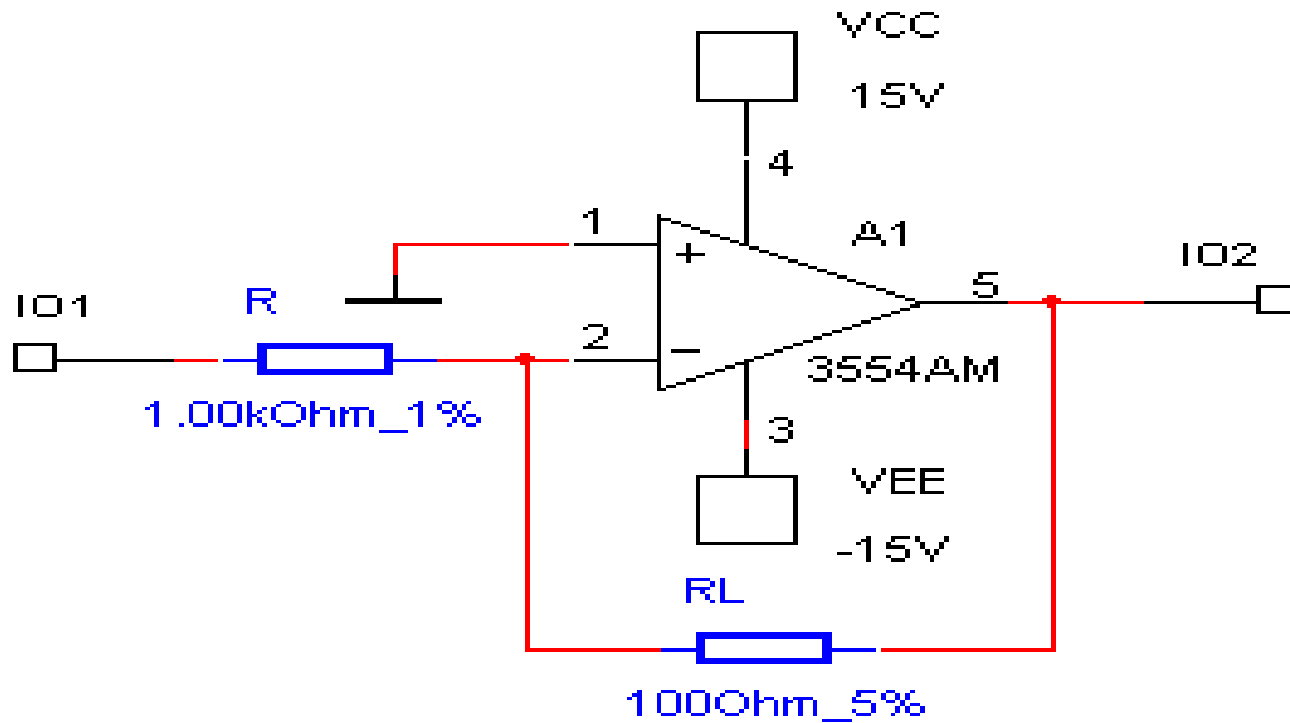 VCC
15V
4
1
A1
+
IO1
R
5
IO2
2
−
3554AM
1.00kOhm_1%
3
VEE
-15V
RL
100Ohm_5%